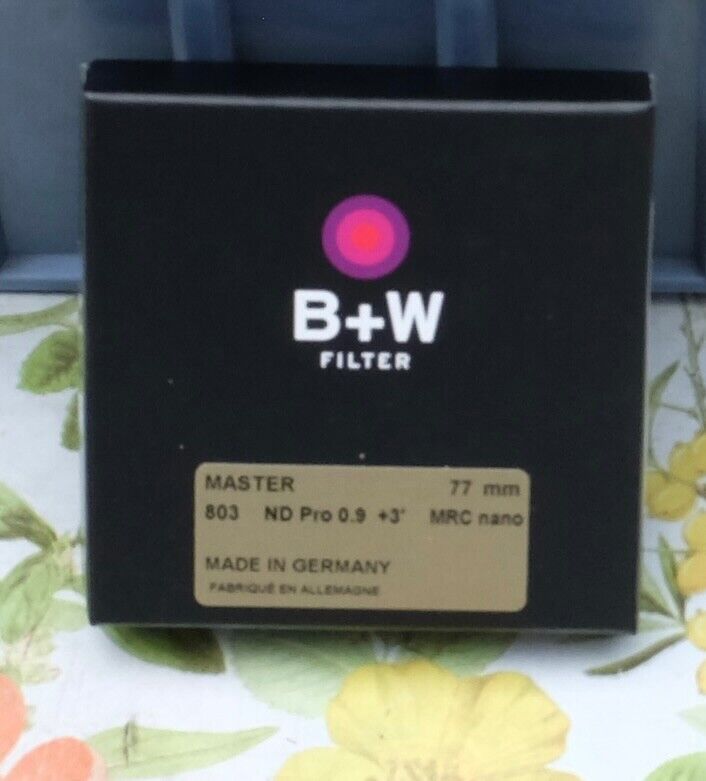 B+W
FILTER
MASTER 77 mm
803 ND Pro 0.9 +3' MRC nano
MADE IN GERMANY
FABRIQUÉ EN ALLEMAGNE